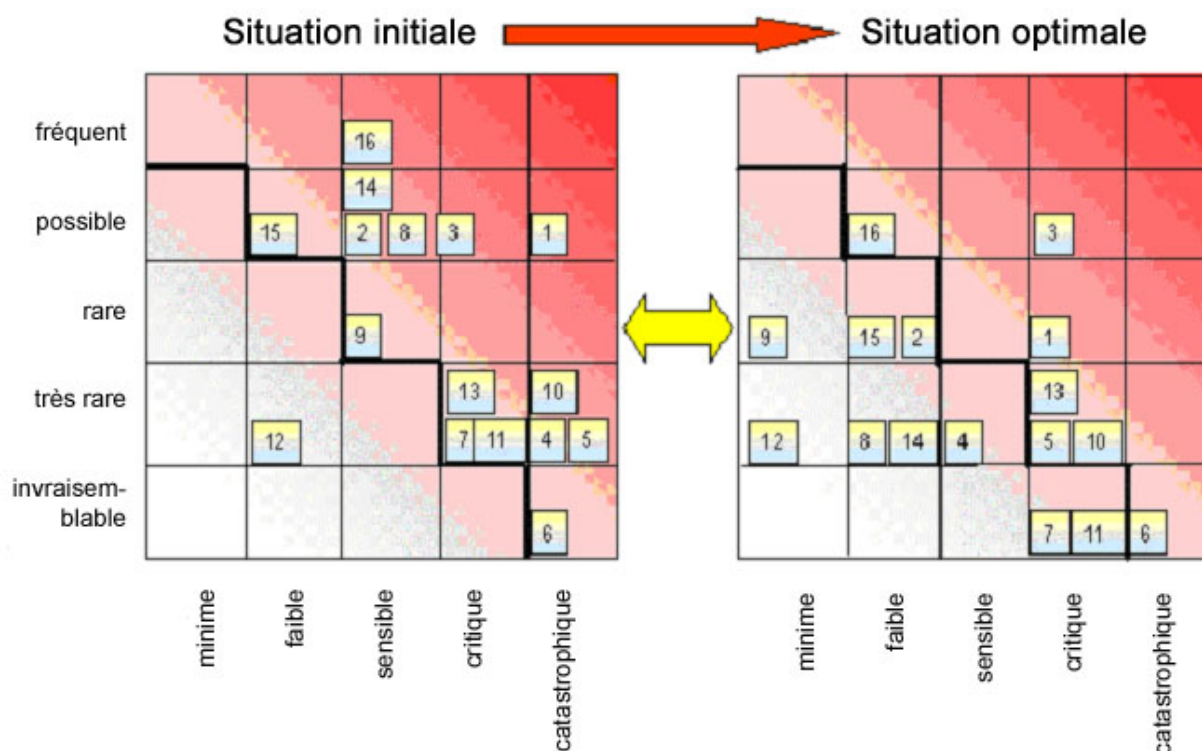 Situation initiale
Situation optimale
fréquent
16
14
possible
15 2 8 3 1
16 3
rare
9
9 15 2 1
très rare
13 10
13
12 7 11 4 5
12 8 14 4 5 10
invraisem-
blable
6
7 11 6
minime
faible
sensible
critique
catastrophique
minime
faible
sensible
critique
catastrophique